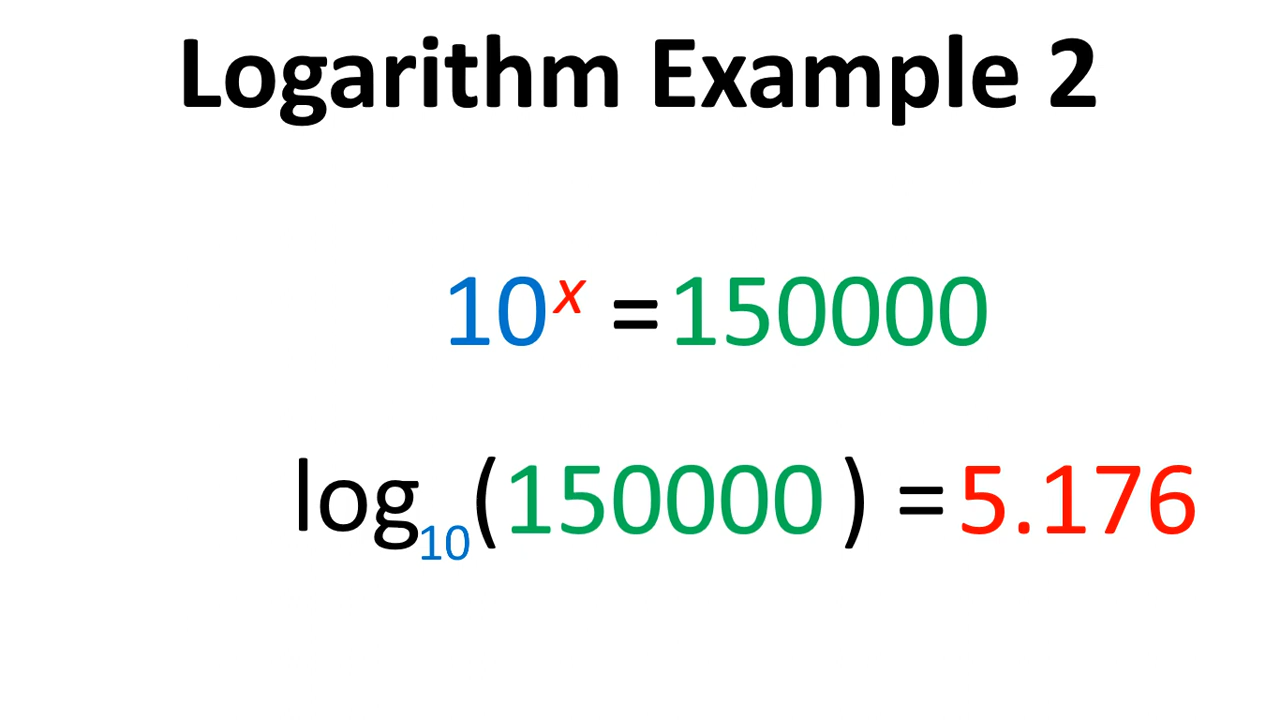 Logarithm Example 2
10ˣ = 150000
log₁₀(150000) = 5.176